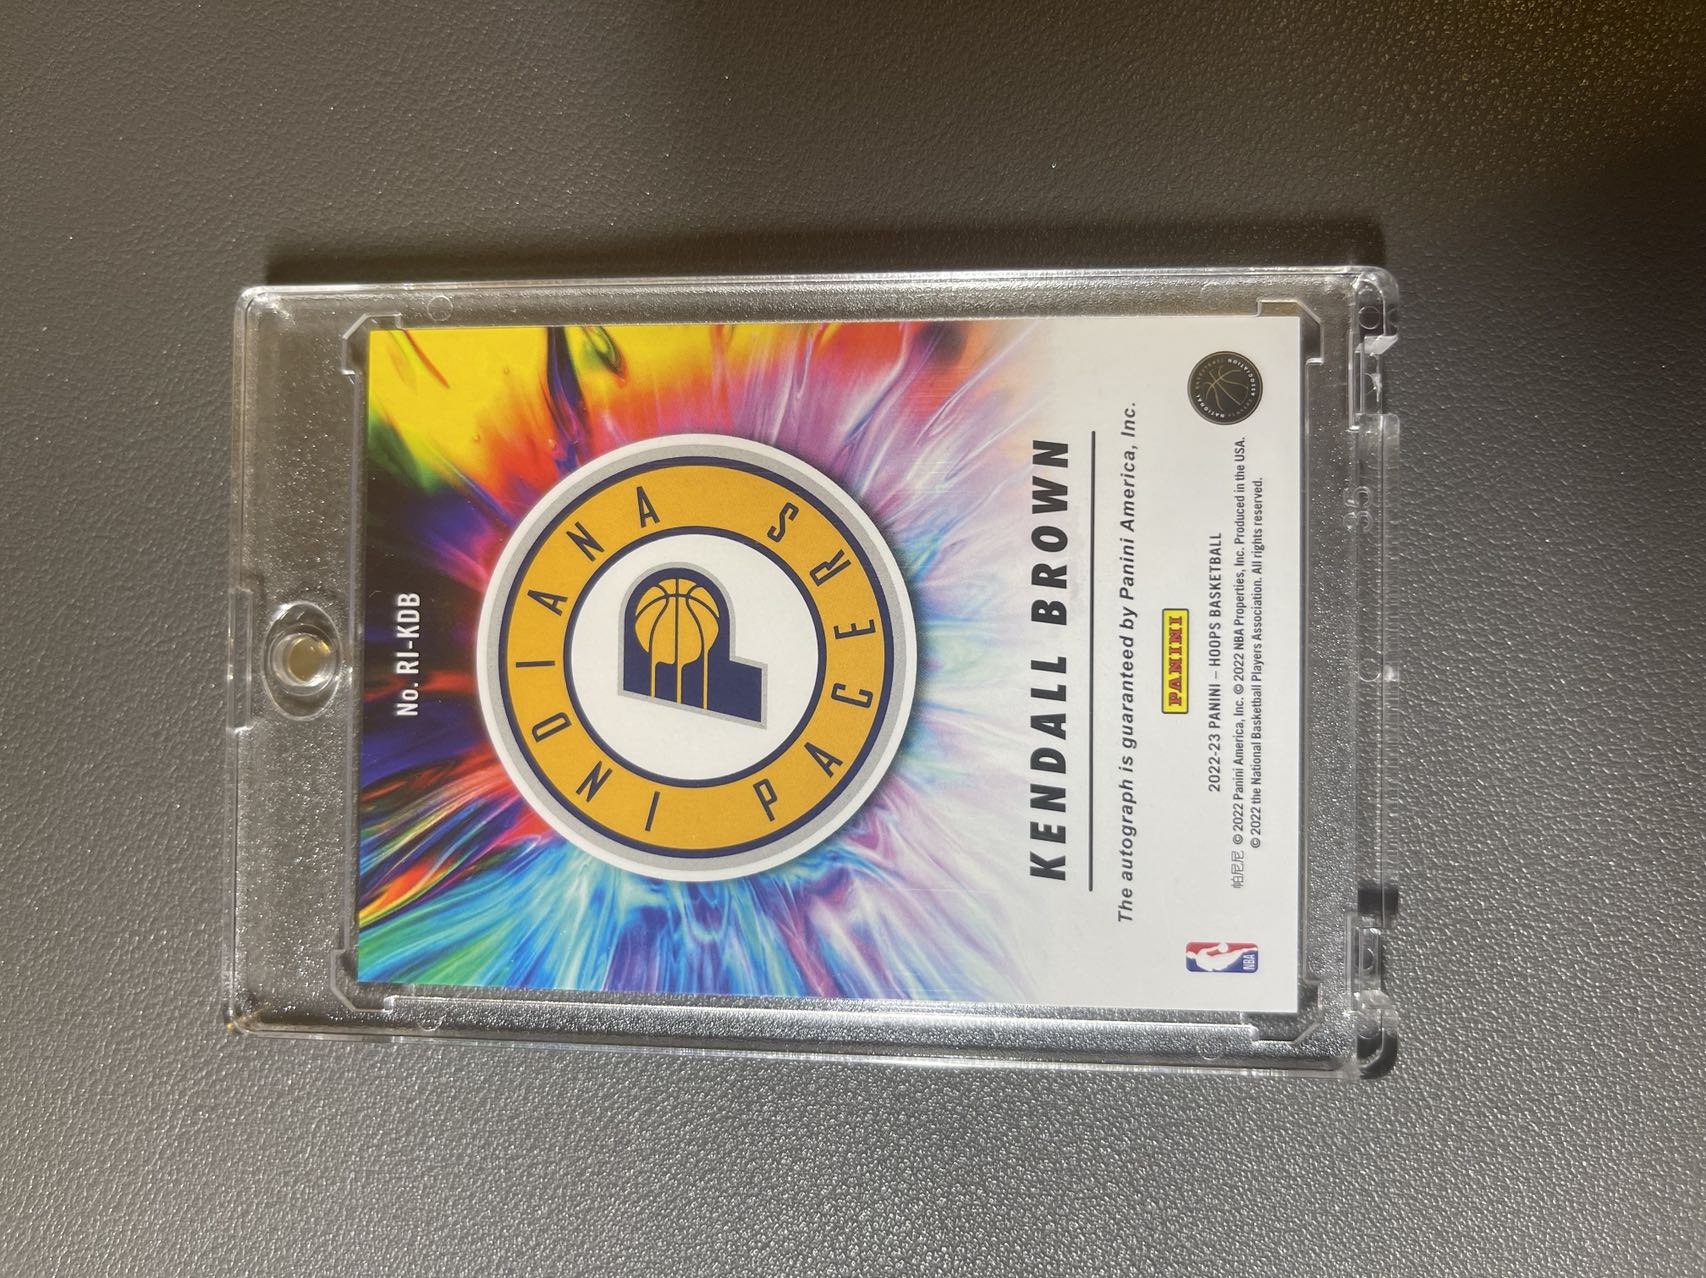 No. RI-KDB
INDIANA
PACERS
KENDALL BROWN
The autograph is guaranteed by Panini America, Inc.
PANINI
2022-23 PANINI – HOOPS BASKETBALL
帕尼尼 © 2022 Panini America, Inc. © 2022 NBA Properties, Inc. Produced in the USA.
© 2022 the National Basketball Players Association. All rights reserved.
NBA
NATIONAL
ASSOCIATION